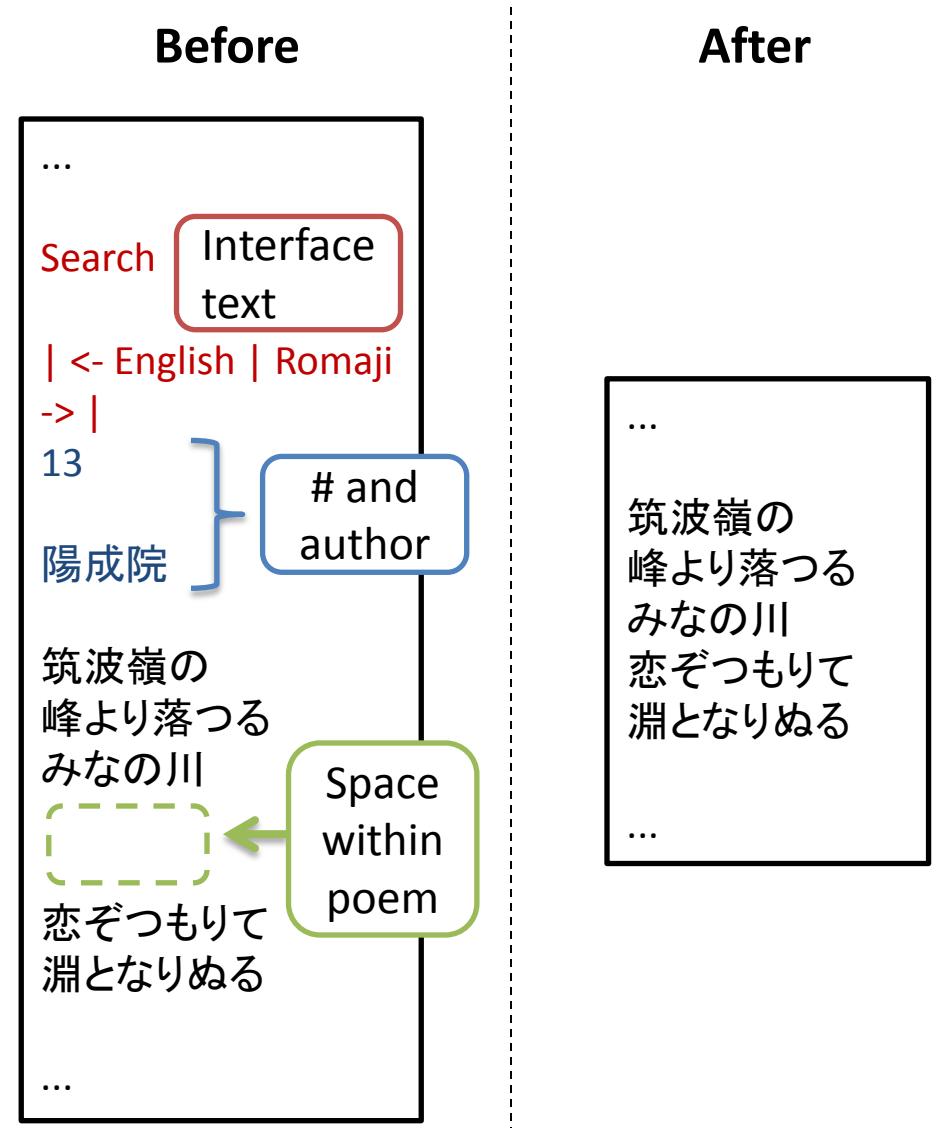 Before
After
...
Search
Interface
text
| <- English | Romaji
-> |
13
# and
author
陽成院
筑波嶺の
峰より落つる
みなの川
Space
within
poem
恋ぞつもりて
淵となりぬる
...
...
筑波嶺の
峰より落つる
みなの川
恋ぞつもりて
淵となりぬる
...